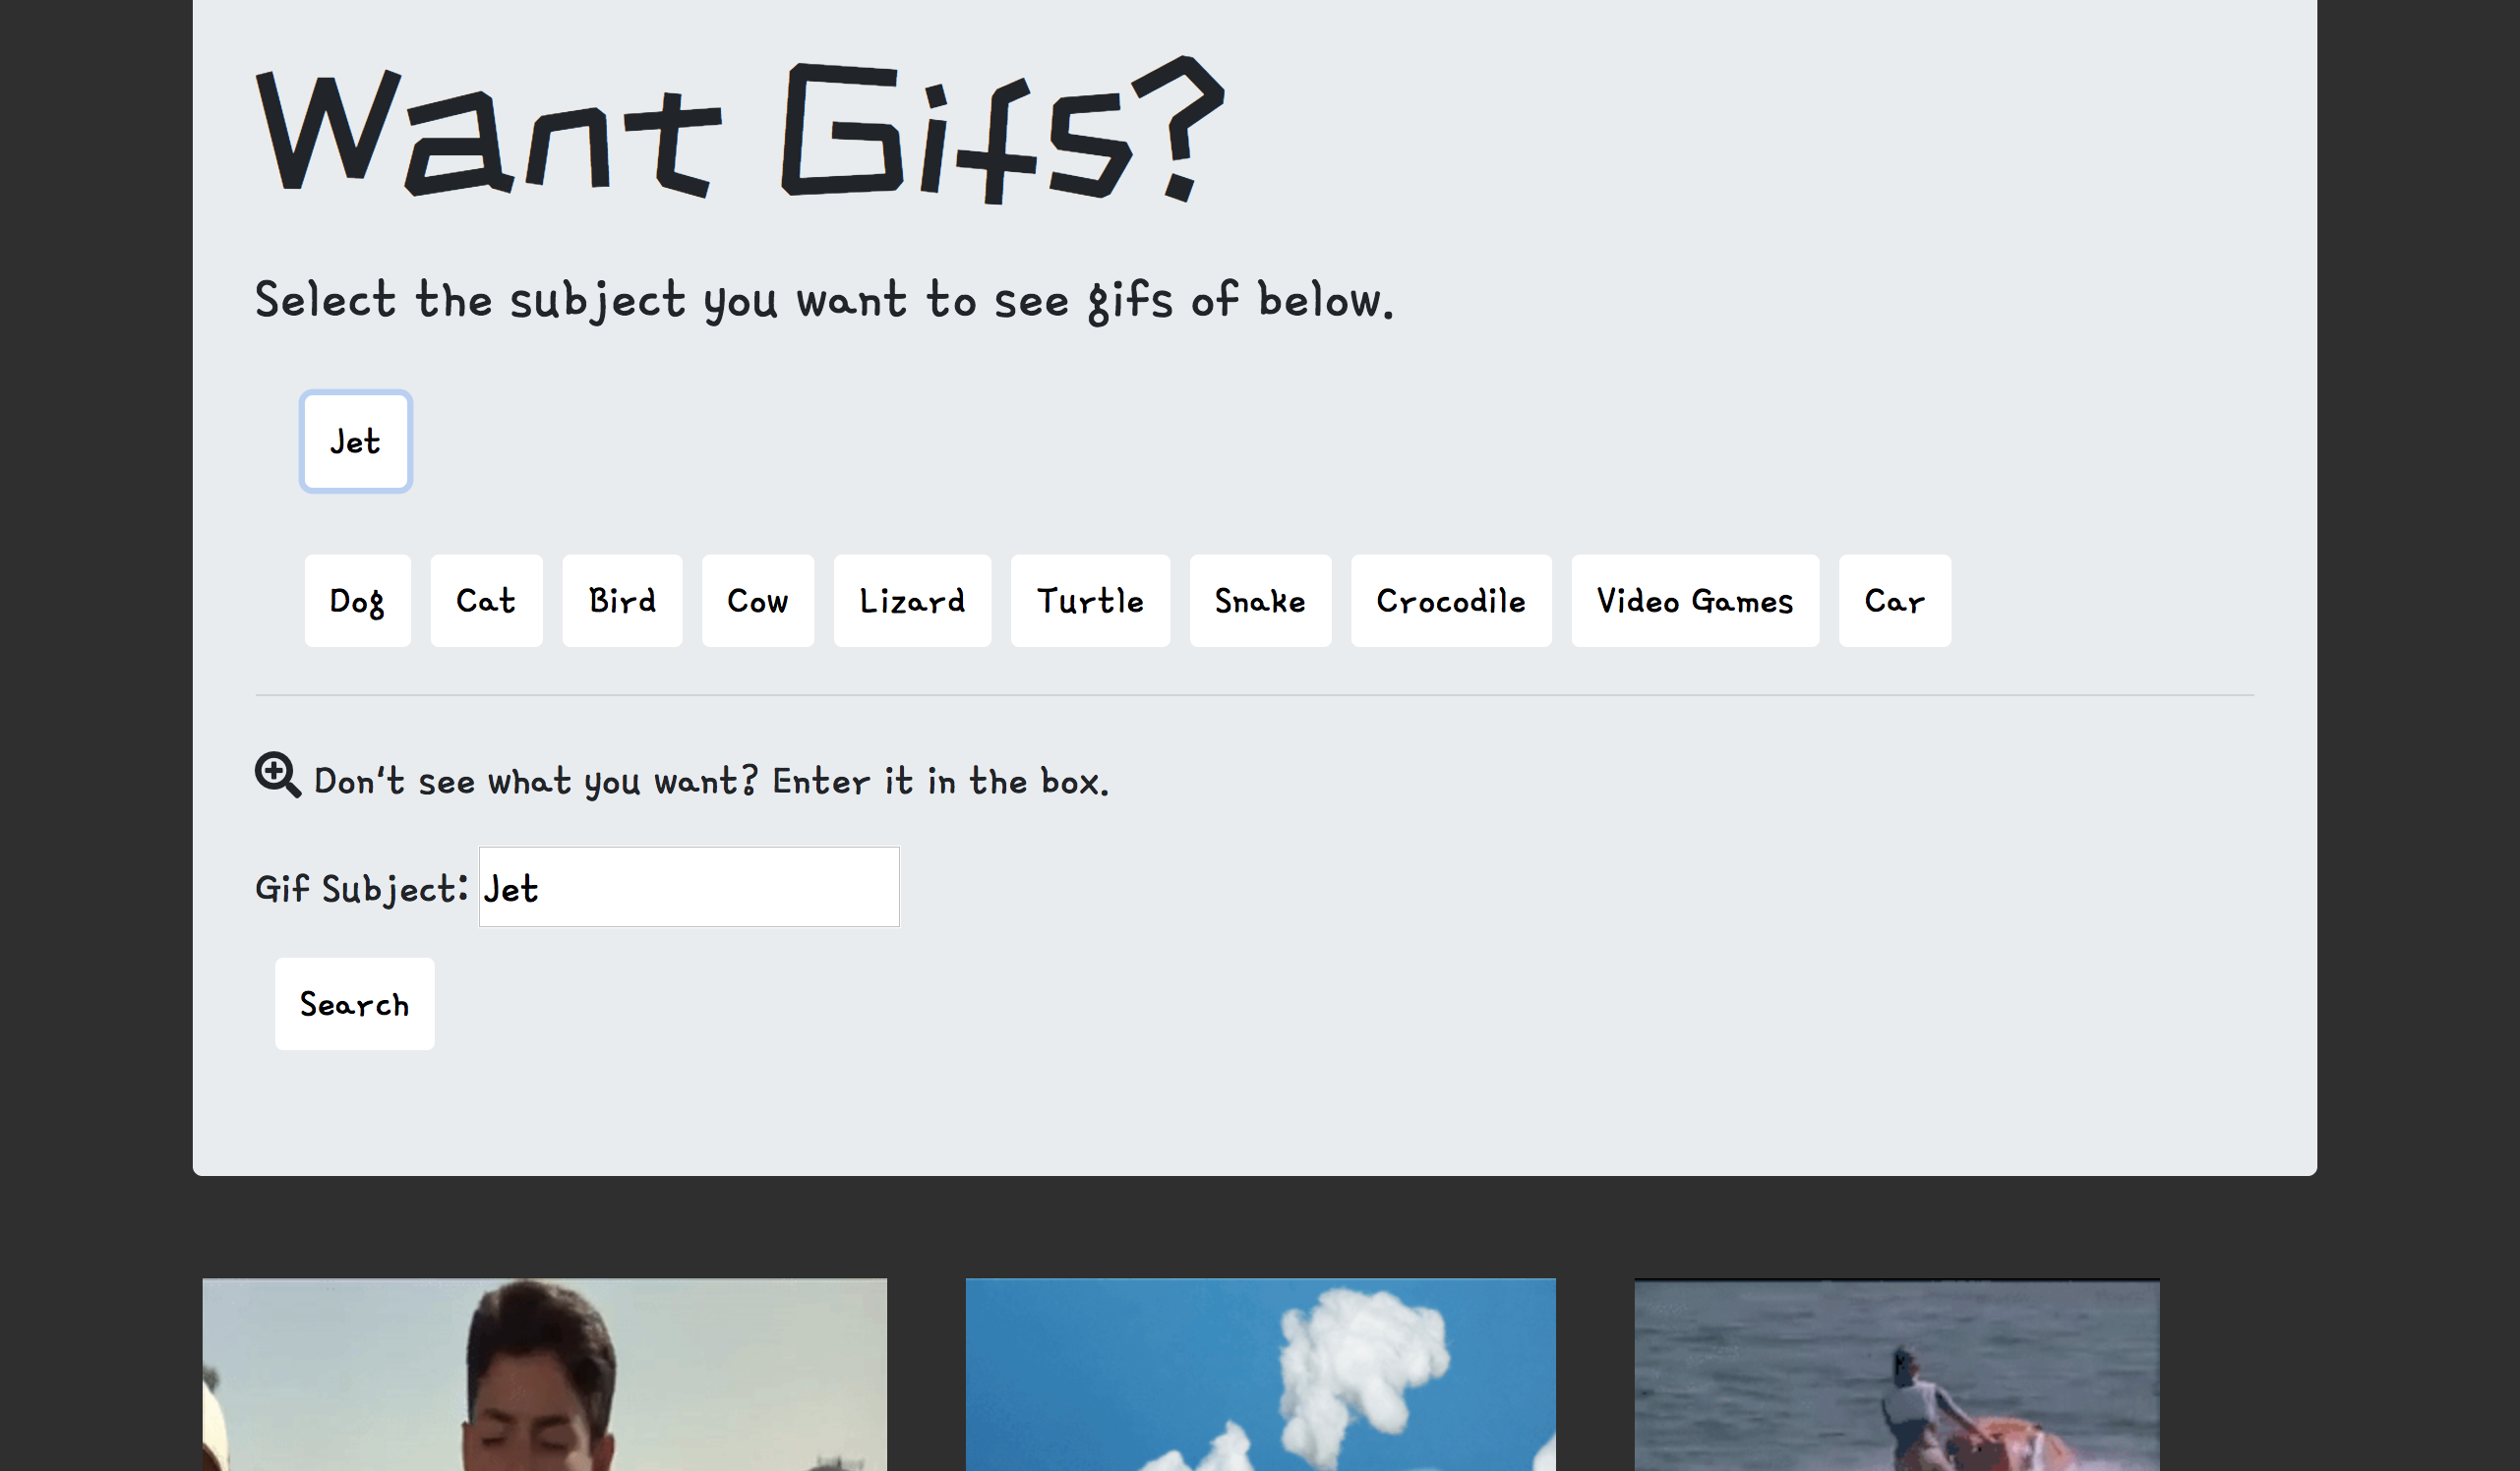 Want Gifs?
Select the subject you want to see gifs of below.
Jet
Dog Cat Bird Cow Lizard Turtle Snake Crocodile Video Games Car
Don't see what you want? Enter it in the box.
Gif Subject: Jet
Search